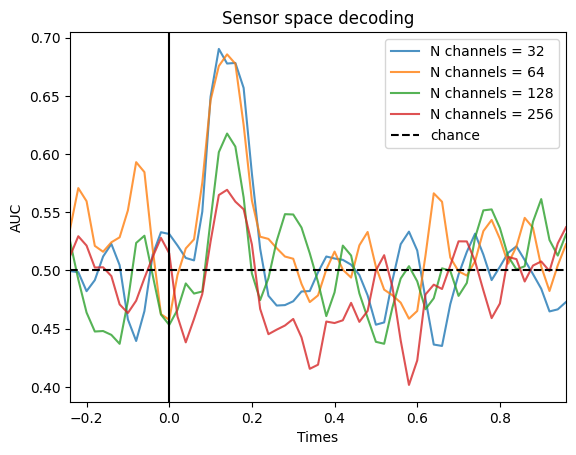 Sensor space decoding
AUC
0.70
0.65
0.60
0.55
0.50
0.45
0.40
N channels = 32
N channels = 64
N channels = 128
N channels = 256
chance
−0.2 0.0 0.2 0.4 0.6 0.8
Times